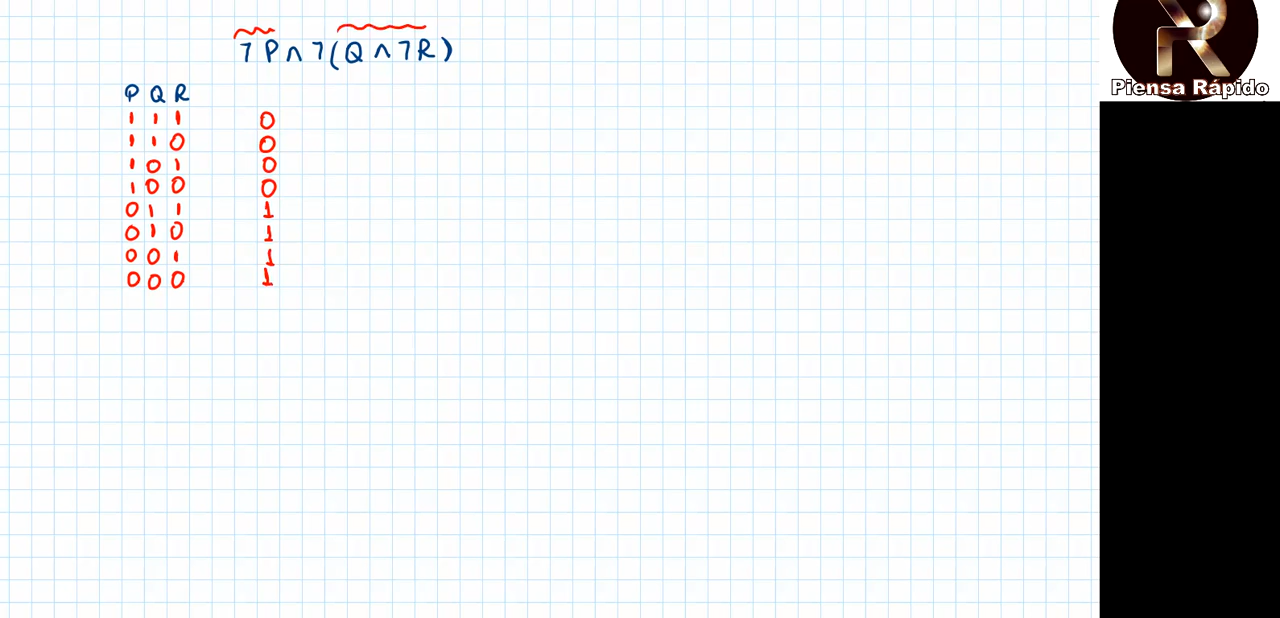 ¬P∧¬(Q∧¬R)
Piensa Rápido
P Q R
1 1 1 0
1 1 0 0
1 0 1 0
1 0 0 0
0 1 1 1
0 1 0 1
0 0 1 1
0 0 0 1